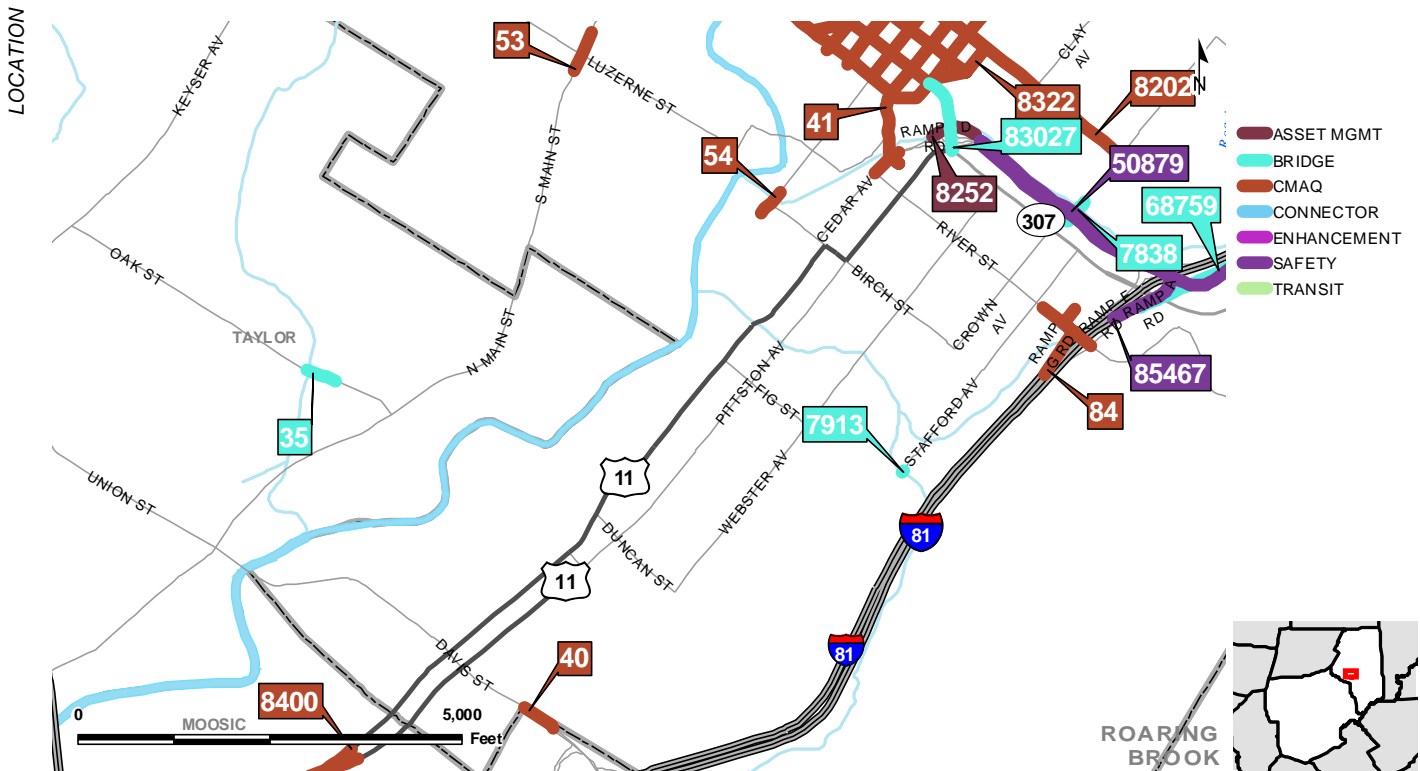 LOCATION
KEYSER AV
53
LUZERNE ST
S MAIN ST
CLAY
AV
N
8202
8322
41
RAMP D
RD
83027
54
50879
8252
68759
CEDAR AV
307
7838
RIVER ST
OAK ST
BIRCH ST
CROWN
AV
RAMP F
RAMP A
RD
RD
RAMP
IG RD
TAYLOR
N MAIN ST
85467
84
35
PITTSTON AV
FIG ST
7913
STAFFORD AV
11
WEBSTER AV
UNION ST
DUNCAN ST
81
11
81
DAVIS ST
40
8400
0
5,000
Feet
MOOSIC
ROARING
BROOK
ASSET MGMT
BRIDGE
CMAQ
CONNECTOR
ENHANCEMENT
SAFETY
TRANSIT